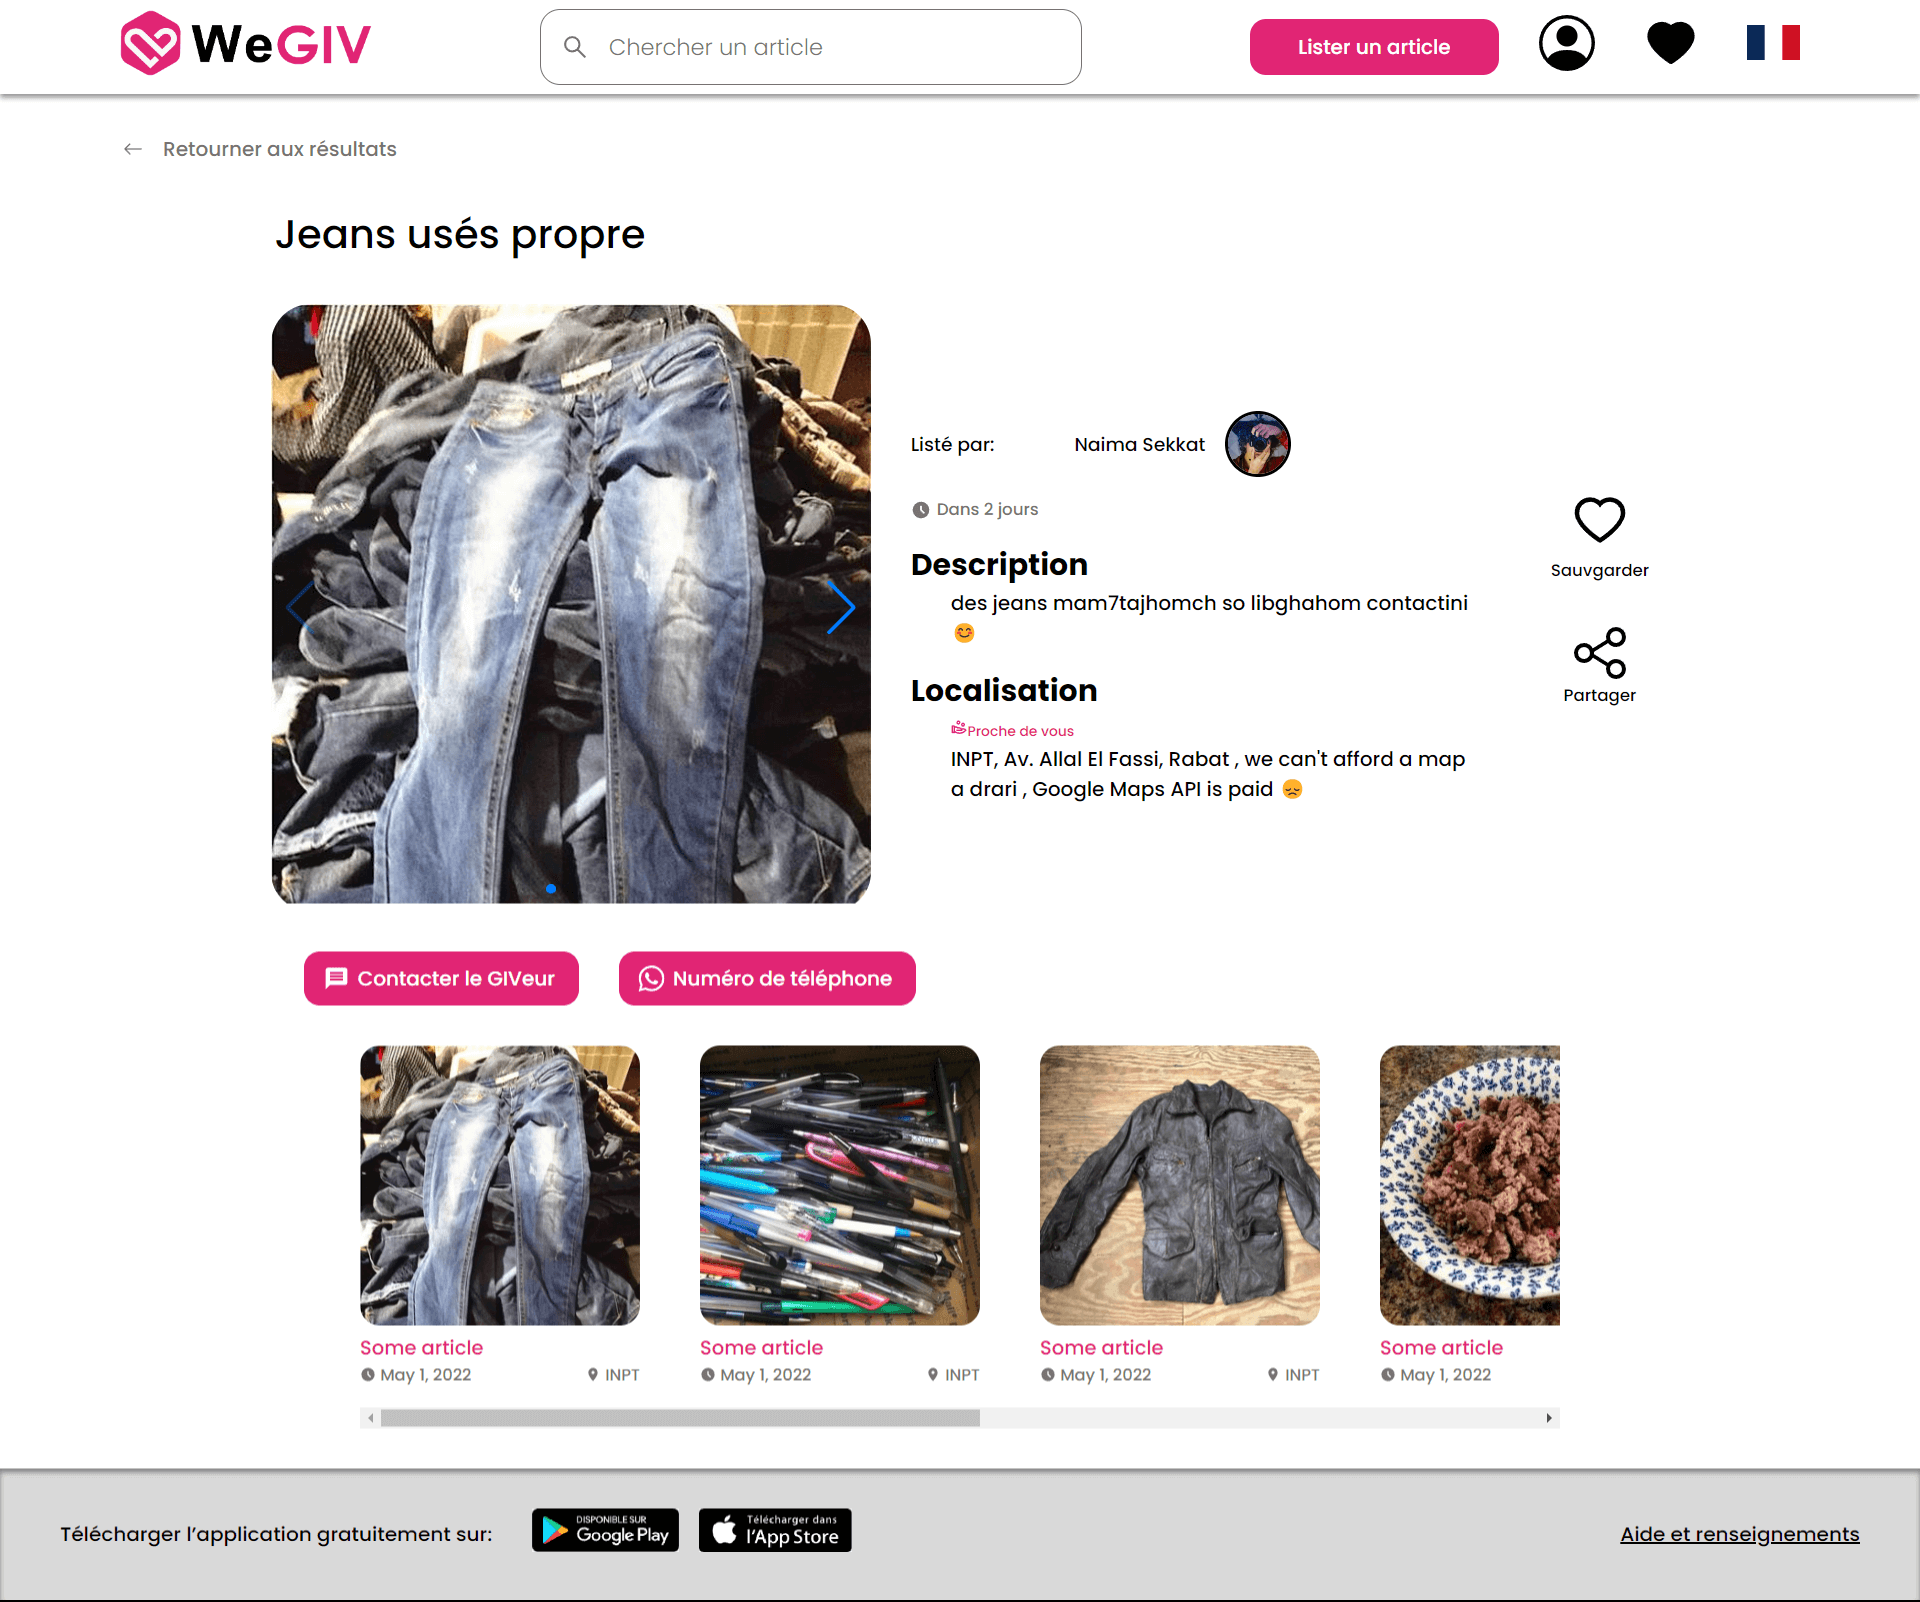 WeGIV
Chercher un article
Lister un article
Retourner aux résultats
Jeans usés propre
Listé par:
Naima Sekkat
Dans 2 jours
Description
des jeans mam7tajhomch so libghahom contactini
😊
Sauvgarder
Localisation
Proche de vous
Partager
INPT, Av. Allal El Fassi, Rabat , we can't afford a map
a drari , Google Maps API is paid 😞
Contacter le GIVeur
Numéro de téléphone
Some article
May 1, 2022
INPT
Some article
May 1, 2022
INPT
Some article
May 1, 2022
INPT
Some article
May 1, 2022
Télécharger l’application gratuitement sur:
DISPONIBLE SUR
Google Play
Télécharger dans
l'App Store
Aide et renseignements